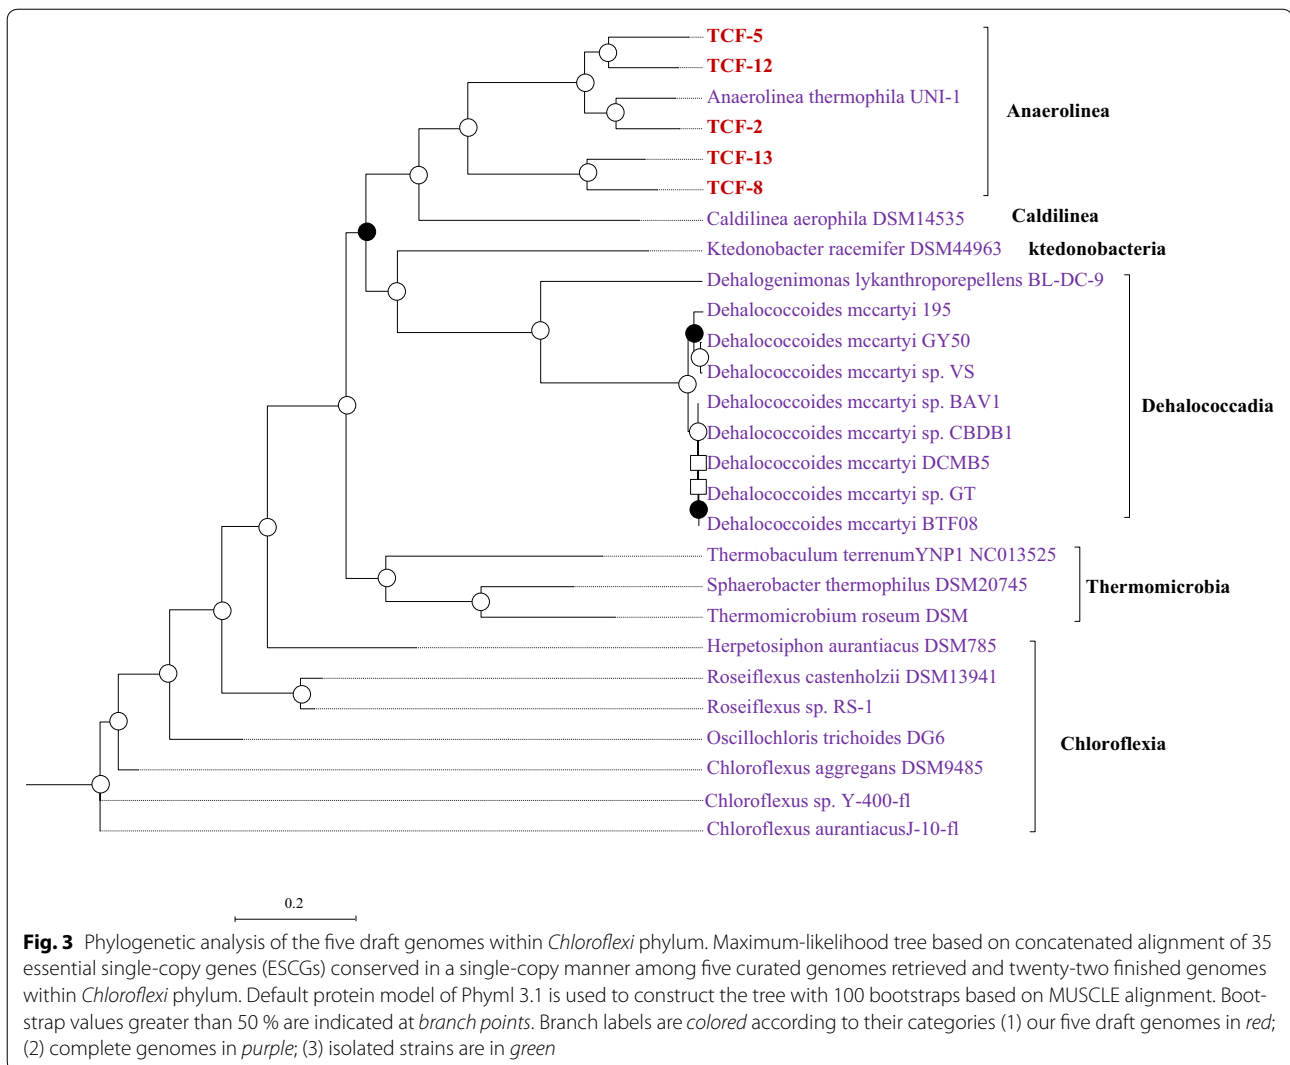 TCF-5
TCF-12
Anaerolinea thermophila UNI-1
Anaerolinea
TCF-2
TCF-13
TCF-8
Caldilinea aerophila DSM14535
Caldilinea
Ktedonobacter racemifer DSM44963
ktedonobacteria
Dehalogenimonas lykanthroporepellens BL-DC-9
Dehalococcoides mccartyi 195
Dehalococcoides mccartyi GY50
Dehalococcoides mccartyi sp. VS
Dehalococcoides mccartyi sp. BAV1
Dehalococcadia
Dehalococcoides mccartyi sp. CBDB1
Dehalococcoides mccartyi DCMB5
Dehalococcoides mccartyi sp. GT
Dehalococcoides mccartyi BTF08
Thermobaculum terrenumYNP1 NC013525
Sphaerobacter thermophilus DSM20745
Thermomicrobia
Thermomicrobium roseum DSM
Herpetosiphon aurantiacus DSM785
Roseiflexus castenholzii DSM13941
Roseiflexus sp. RS-1
Oscillochloris trichoides DG6
Chloroflexia
Chloroflexus aggregans DSM9485
Chloroflexus sp. Y-400-fl
Chloroflexus aurantiacusJ-10-fl
0.2
Fig. 3 Phylogenetic analysis of the five draft genomes within Chloroflexi phylum. Maximum-likelihood tree based on concatenated alignment of 35
essential single-copy genes (ESCGs) conserved in a single-copy manner among five curated genomes retrieved and twenty-two finished genomes
within Chloroflexi phylum. Default protein model of Phyml 3.1 is used to construct the tree with 100 bootstraps based on MUSCLE alignment. Boot-
strap values greater than 50 % are indicated at branch points. Branch labels are colored according to their categories (1) our five draft genomes in red;
(2) complete genomes in purple; (3) isolated strains are in green